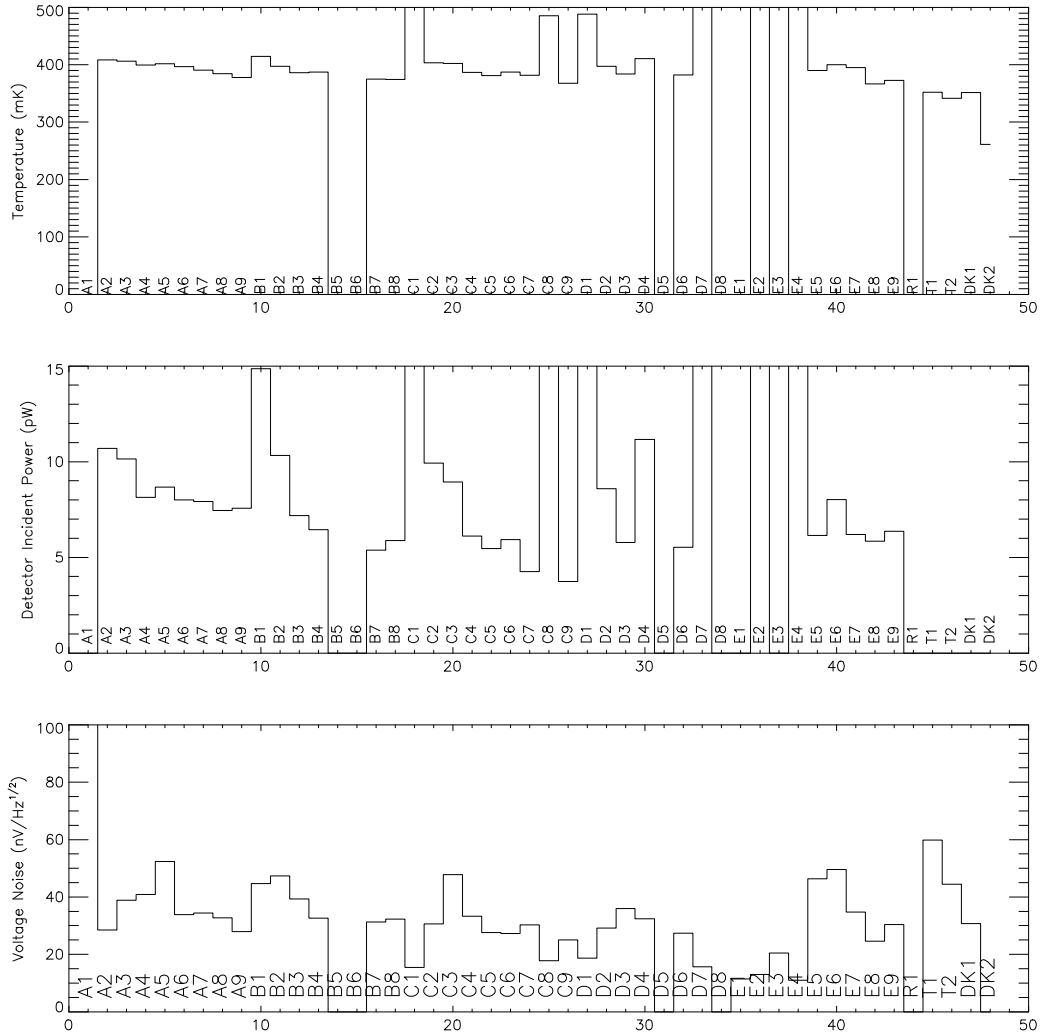 500
400
300
200
100
0
Temperature (mK)
A1 A2 A3 A4 A5 A6 A7 A8 A9 B1 B2 B3 B4 B5 B6 B7 B8 C1 C2 C3 C4 C5 C6 C7 C8 C9 D1 D2 D3 D4 D5 D6 D7 D8 E1 E2 E3 E4 E5 E6 E7 E8 E9 R1 T1 T2 DK1 DK2
0 10 20 30 40 50
15
10
5
0
Detector Incident Power (pW)
A1 A2 A3 A4 A5 A6 A7 A8 A9 B1 B2 B3 B4 B5 B6 B7 B8 C1 C2 C3 C4 C5 C6 C7 C8 C9 D1 D2 D3 D4 D5 D6 D7 D8 E1 E2 E3 E4 E5 E6 E7 E8 E9 R1 T1 T2 DK1 DK2
0 10 20 30 40 50
100
80
60
40
20
0
Voltage Noise (nV/Hz^1/2)
A1 A2 A3 A4 A5 A6 A7 A8 A9 B1 B2 B3 B4 B5 B6 B7 B8 C1 C2 C3 C4 C5 C6 C7 C8 C9 D1 D2 D3 D4 D5 D6 D7 D8 E1 E2 E3 E4 E5 E6 E7 E8 E9 R1 T1 T2 DK1 DK2
0 10 20 30 40 50